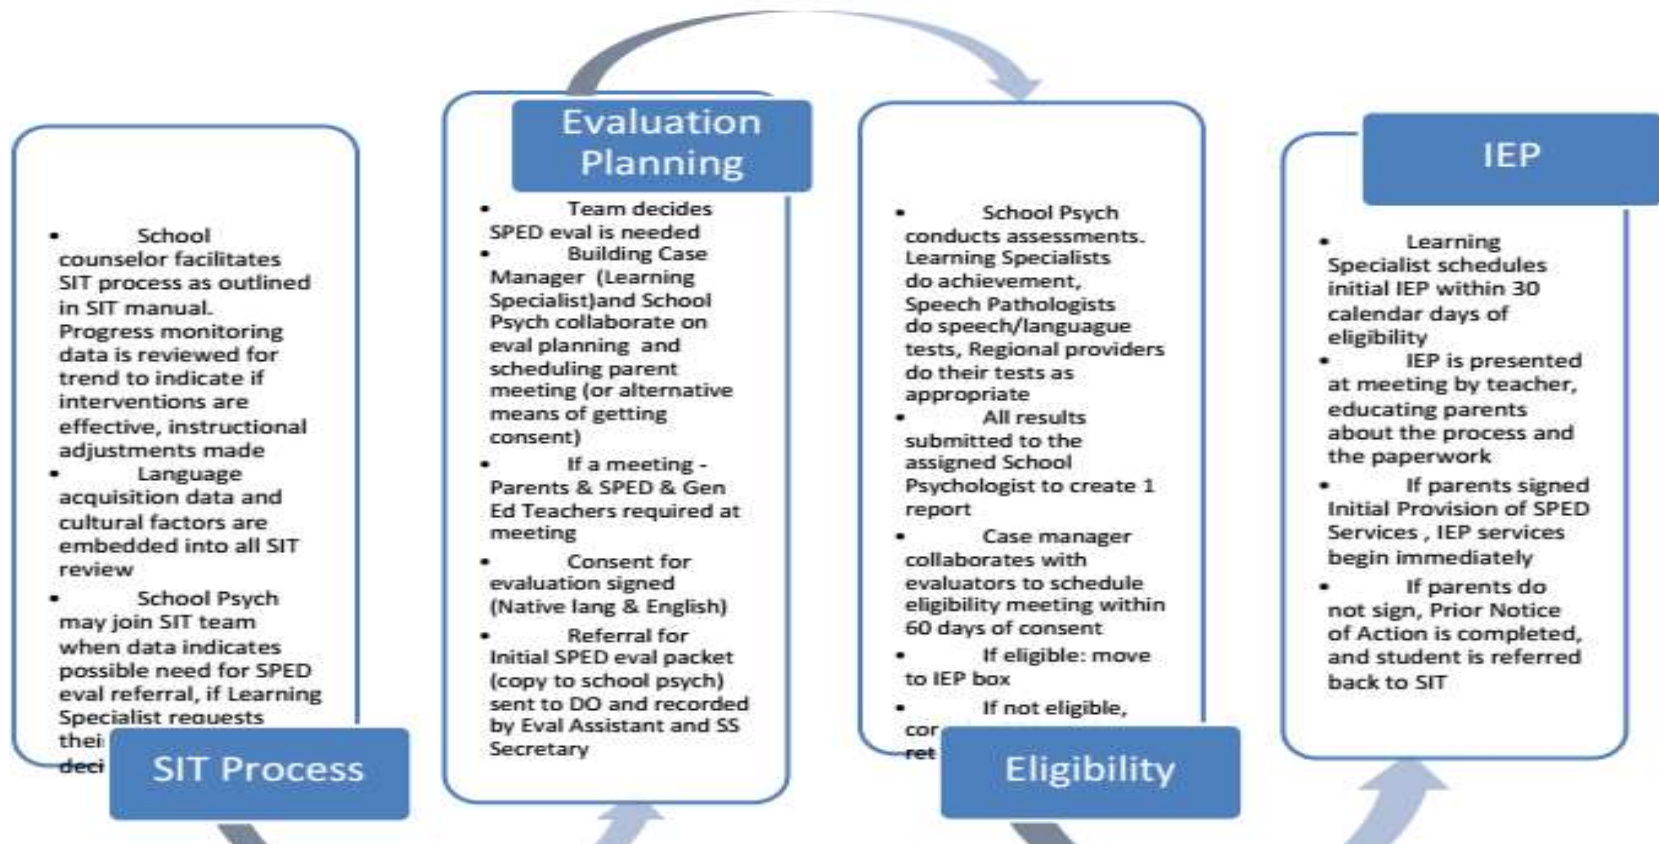 • School
counselor facilitates
SIT process as outlined
in SIT manual.
Progress monitoring
data is reviewed for
trend to indicate if
interventions are
effective, instructional
adjustments made
• Language
acquisition data and
cultural factors are
embedded into all SIT
review
• School Psych
may join SIT team
when data indicates
possible need for SPED
eval referral, if Learning
Specialist requests
SIT Process
Evaluation
Planning
• Team decides
SPED eval is needed
• Building Case
Manager (Learning
Specialist)and School
Psych collaborate on
eval planning and
scheduling parent
meeting (or alternative
means of getting
consent)
• If a meeting -
Parents & SPED & Gen
Ed Teachers required at
meeting
• Consent for
evaluation signed
(Native lang & English)
• Referral for
Initial SPED eval packet
(copy to school psych)
sent to DO and recorded
by Eval Assistant and SS
Secretary
• School Psych
conducts assessments.
Learning Specialists
do achievement,
Speech Pathologists
do speech/languague
tests, Regional providers
do their tests as
appropriate
• All results
submitted to the
assigned School
Psychologist to create 1
report
• Case manager
collaborates with
evaluators to schedule
eligibility meeting within
60 days of consent
• If eligible: move
to IEP box
• If not eligible,
Eligibility
IEP
• Learning
Specialist schedules
initial IEP within 30
calendar days of
eligibility
• IEP is presented
at meeting by teacher,
educating parents
about the process and
the paperwork
• If parents signed
Initial Provision of SPED
Services , IEP services
begin immediately
• If parents do
not sign, Prior Notice
of Action is completed,
and student is referred
back to SIT